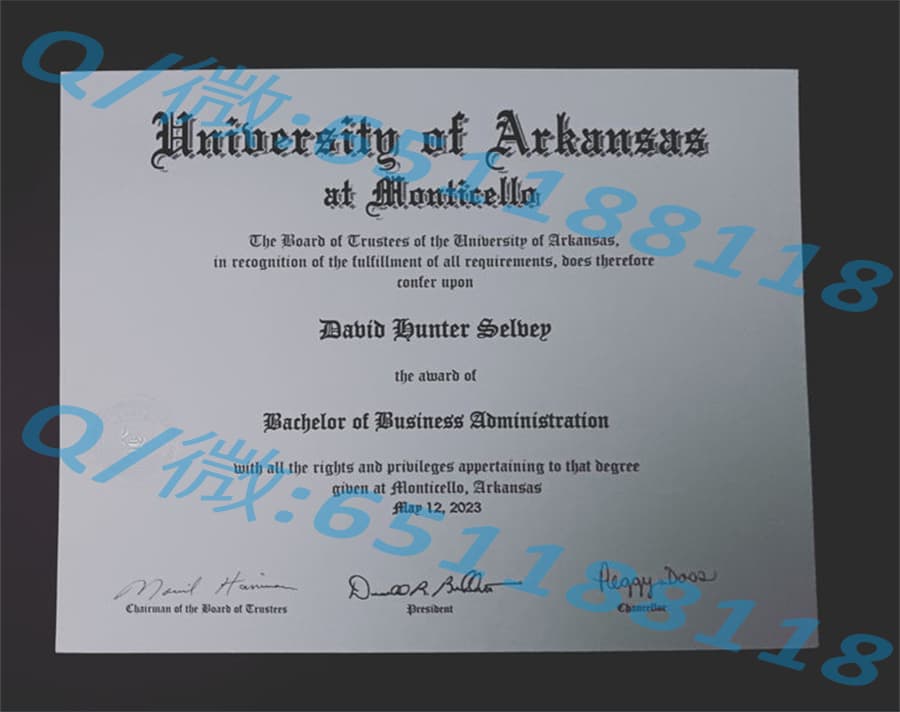 University of Arkansas
at Monticello
The Board of Trustees of the University of Arkansas,
in recognition of the fulfillment of all requirements, does therefore
confer upon
David Hunter Selvey
the award of
Bachelor of Business Administration
with all the rights and privileges appertaining to that degree
given at Monticello, Arkansas
May 12, 2023
Chairman of the Board of Trustees
President
Peggy Doss
Chancellor
Q/微:651188118
Q/微:651188118